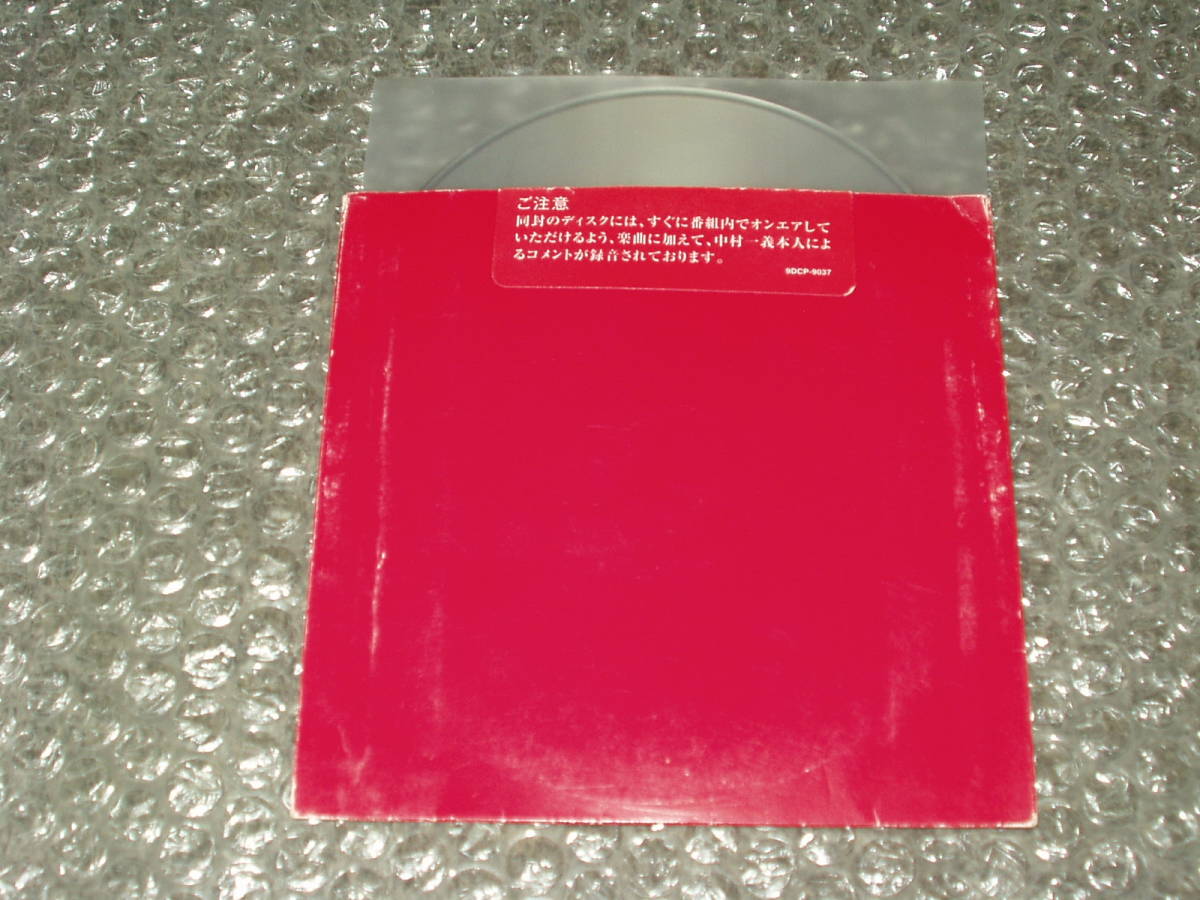 ご注意
同封のディスクには、すぐに番組内でオンエアして
いただけるよう、楽曲に加えて、中村一義本人によ
るコメントが録音されております。
9DCP-9037